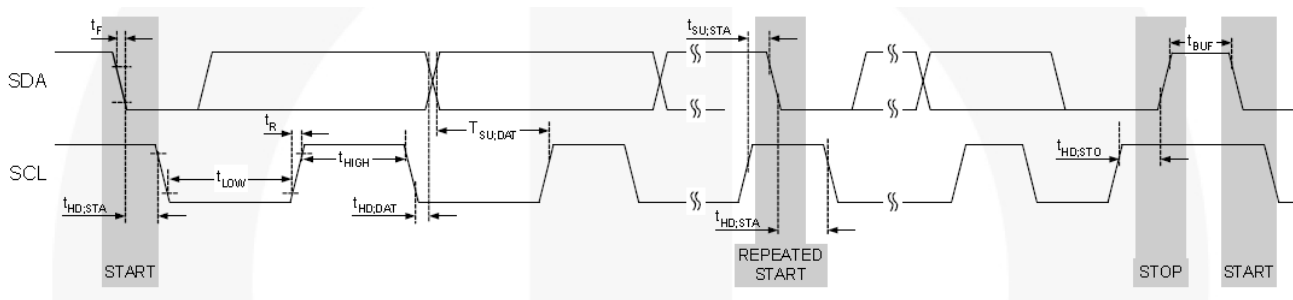 tF
tSU;STA
tBUF
SDA
tR
TSU;DAT
tHIGH
tHD;STO
SCL
tLOW
tHD;STA
tHD;DAT
tHD;STA
START
REPEATED
START
STOP
START